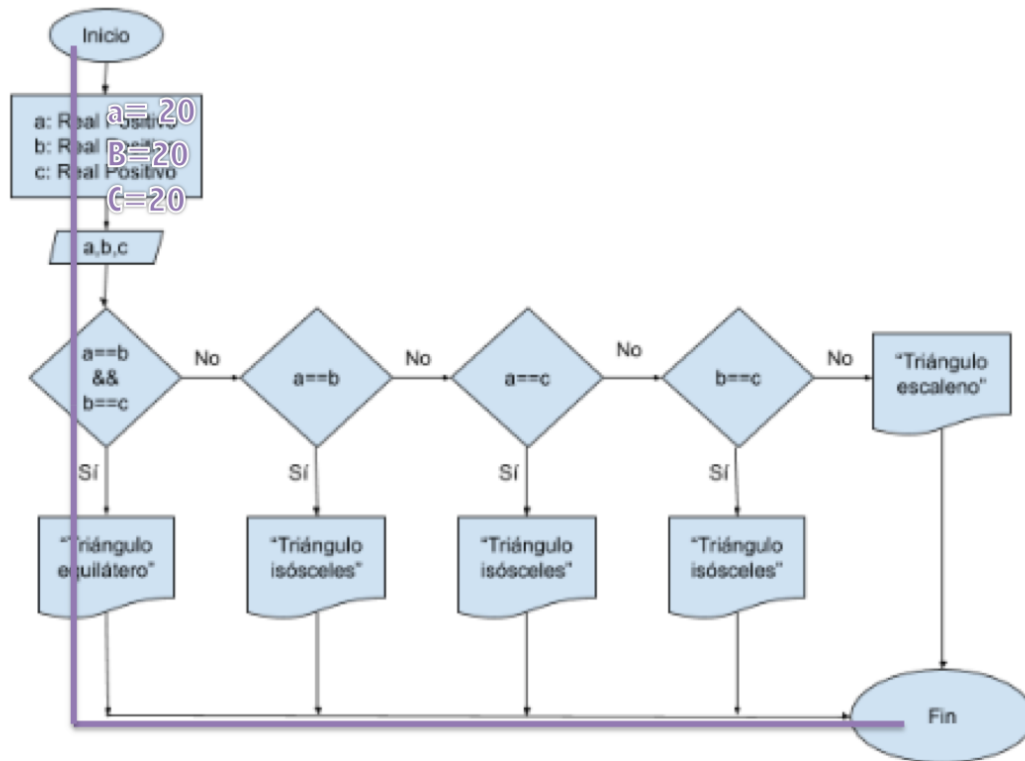 Inicio
a: Real Positivo
b: Real Positivo
c: Real Positivo
a= 20
B=20
C=20
a,b,c
a==b
&&
b==c
No
a==b
No
a==c
No
b==c
No
"Triángulo
escaleno"
Sí
Sí
Sí
Sí
"Triángulo
equilátero"
"Triángulo
isósceles"
"Triángulo
isósceles"
"Triángulo
isósceles"
Fin